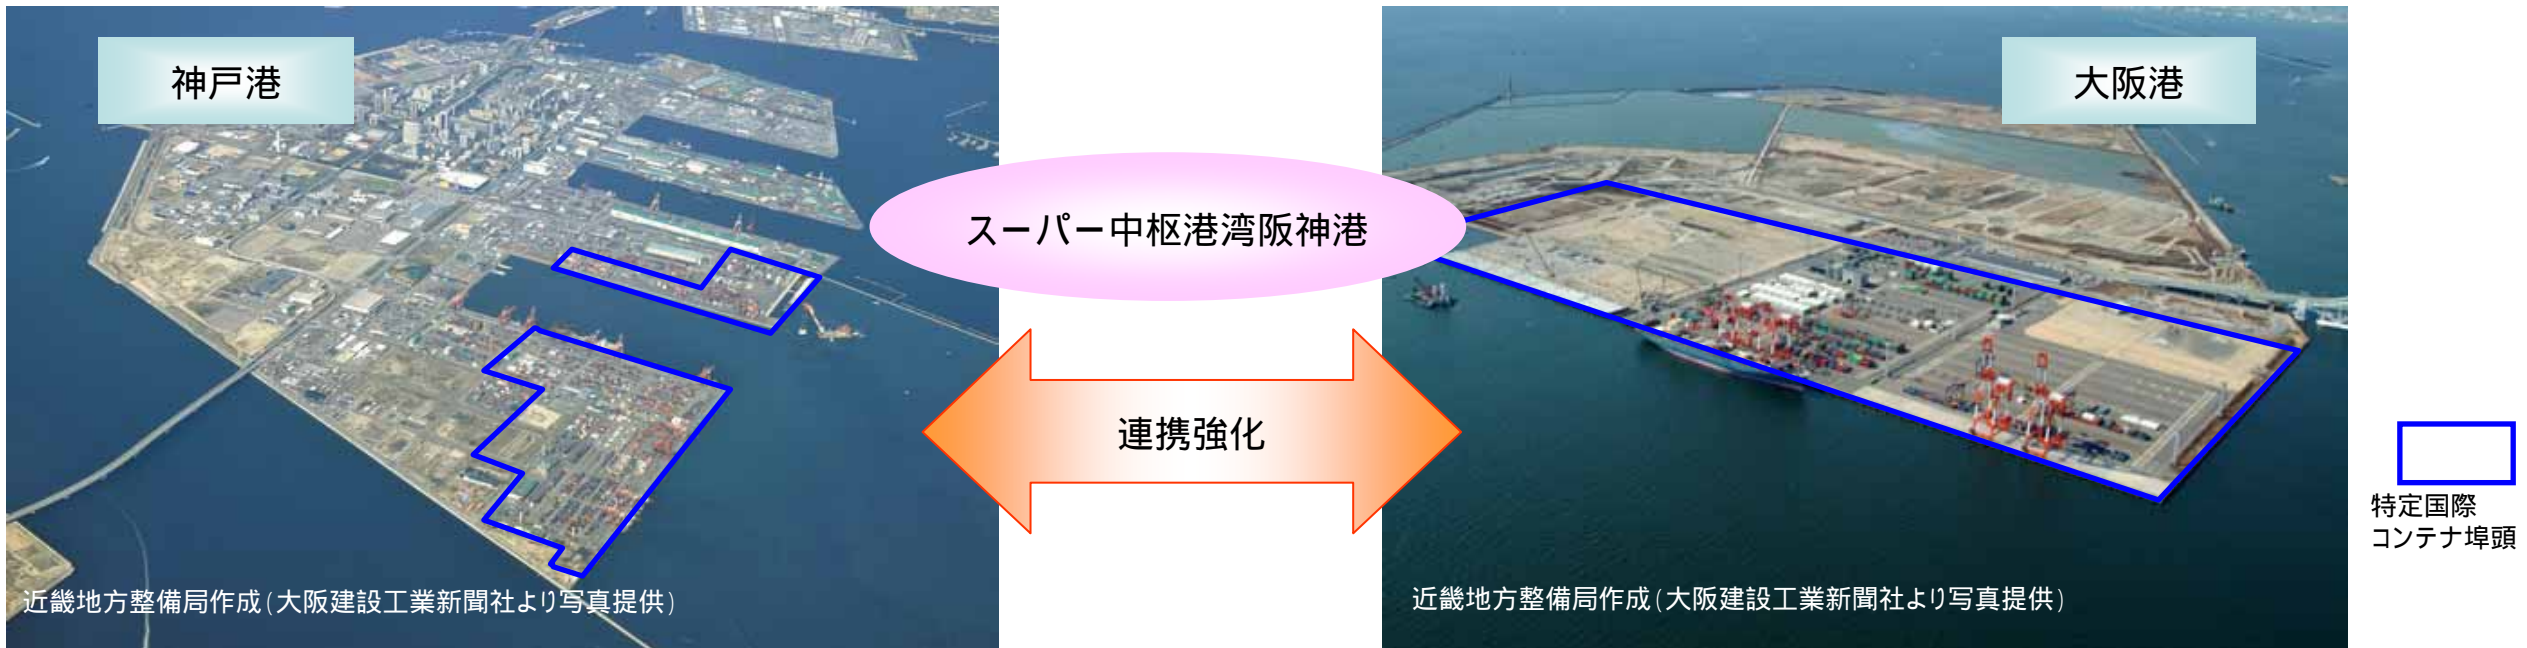 神戸港
大阪港
スーパー中枢港湾阪神港
連携強化
特定国際
コンテナ埠頭
近畿地方整備局作成(大阪建設工業新聞社より写真提供)
近畿地方整備局作成(大阪建設工業新聞社より写真提供)